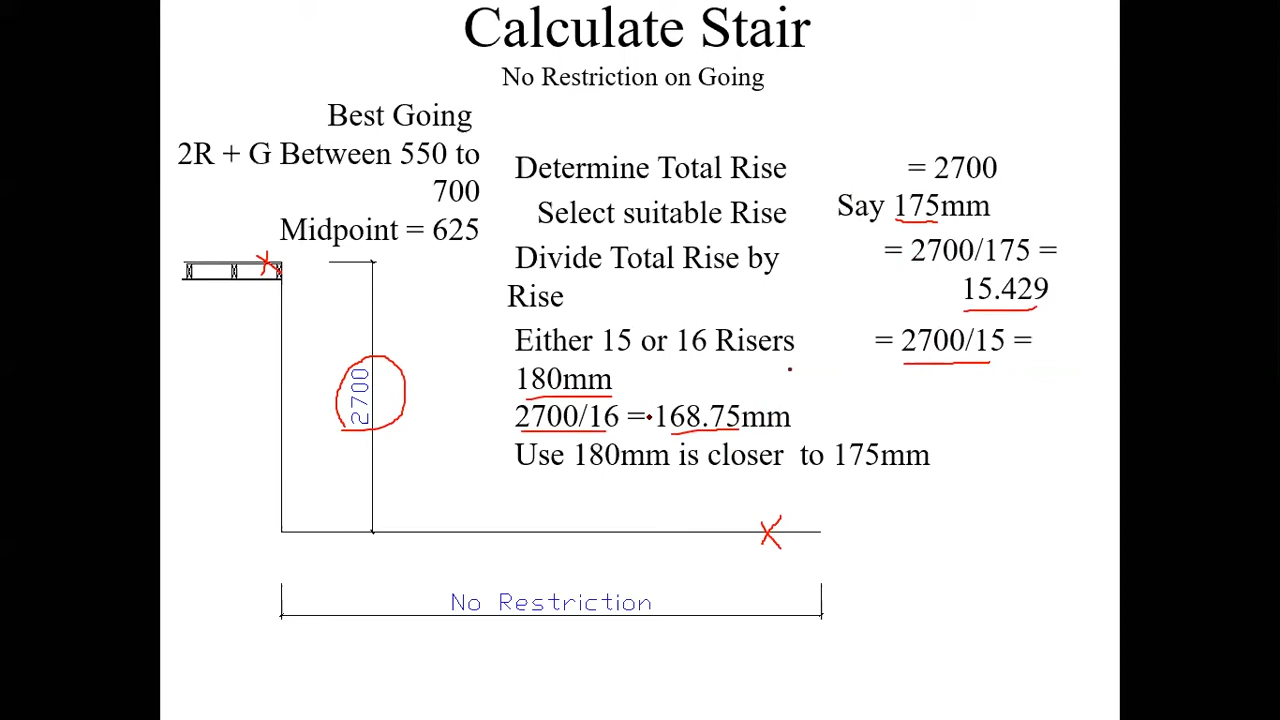 Calculate Stair
No Restriction on Going
Best Going
2R + G Between 550 to
700
Midpoint = 625
Determine Total Rise = 2700
Select suitable Rise Say 175mm
Divide Total Rise by = 2700/175 =
Rise 15.429
Either 15 or 16 Risers = 2700/15 =
180mm
2700/16 = 168.75mm
Use 180mm is closer to 175mm
2700
No Restriction